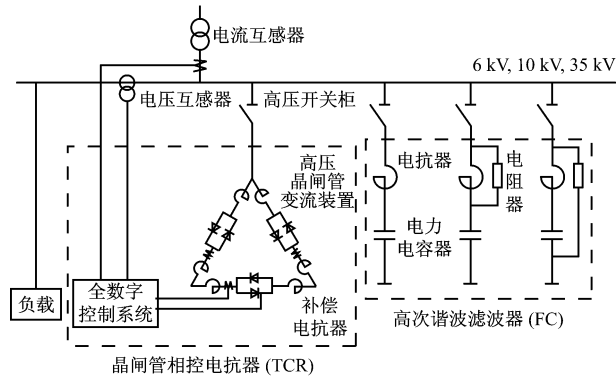 电流互感器
6 kV, 10 kV, 35 kV
电压互感器
高压开关柜
高压
晶闸管
变流装置
电抗器
电阻器
电力
电容器
负载
全数字
控制系统
补偿
电抗器
高次谐波滤波器 (FC)
晶闸管相控电抗器 (TCR)